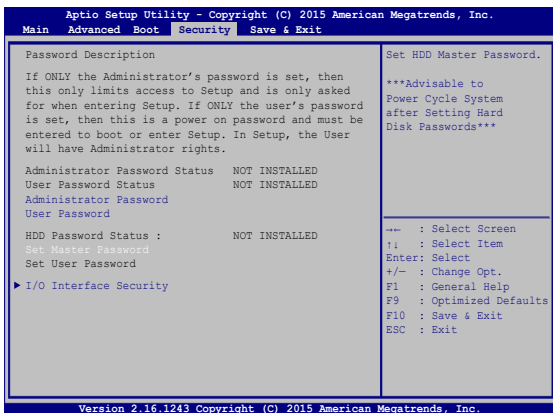 Aptio Setup Utility - Copyright (C) 2015 American Megatrends, Inc.
Main Advanced Boot Security Save & Exit
Password Description
If ONLY the Administrator's password is set, then
this only limits access to Setup and is only asked
for when entering Setup. If ONLY the user's password
is set, then this is a power on password and must be
entered to boot or enter Setup. In Setup, the User
will have Administrator rights.
Administrator Password Status NOT INSTALLED
User Password Status NOT INSTALLED
Administrator Password
User Password
HDD Password Status : NOT INSTALLED
Set Master Password
Set User Password
▶ I/O Interface Security
Set HDD Master Password.
***Advisable to
Power Cycle System
after Setting Hard
Disk Passwords***
→← : Select Screen
↑↓ : Select Item
Enter: Select
+/— : Change Opt.
F1 : General Help
F9 : Optimized Defaults
F10 : Save & Exit
ESC : Exit
Version 2.16.1243 Copyright (C) 2015 American Megatrends, Inc.